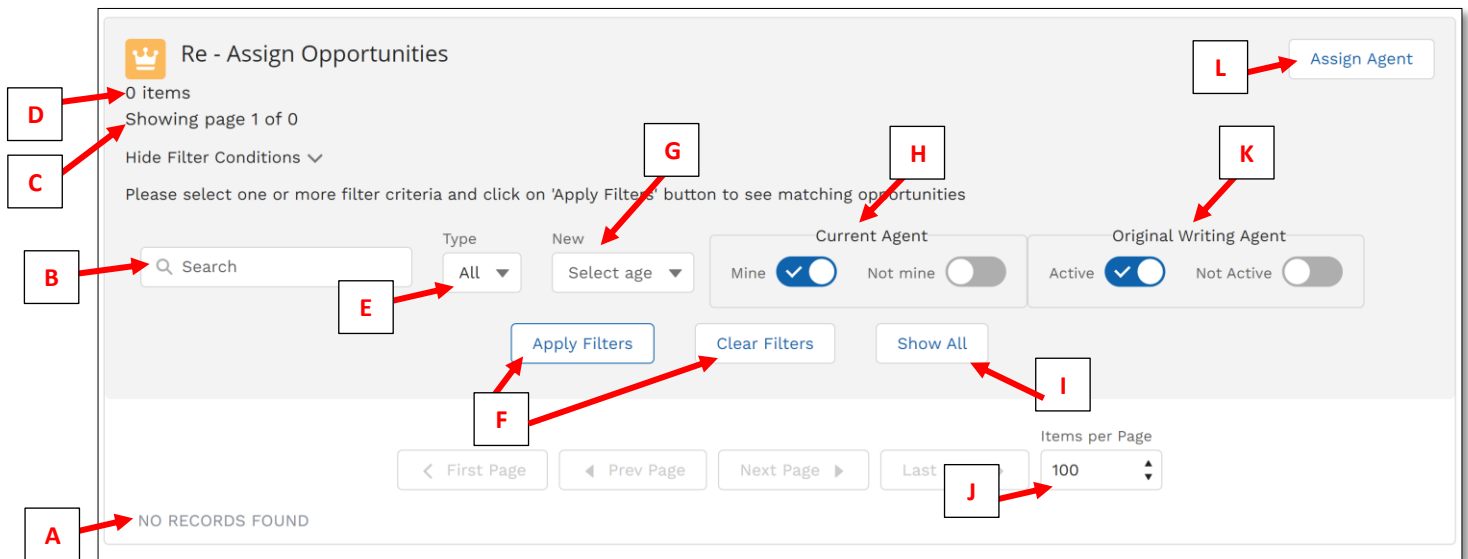 Re - Assign Opportunities
L
Assign Agent
D
0 items
Showing page 1 of 0
G
H
K
C
Hide Filter Conditions
Please select one or more filter criteria and click on 'Apply Filters' button to see matching opportunities
Type
New
Current Agent
Original Writing Agent
B
Search
All
Select age
Mine
Not mine
Active
Not Active
E
Apply Filters
Clear Filters
Show All
I
F
Items per Page
First Page
Prev Page
Next Page
Last
100
J
A
NO RECORDS FOUND